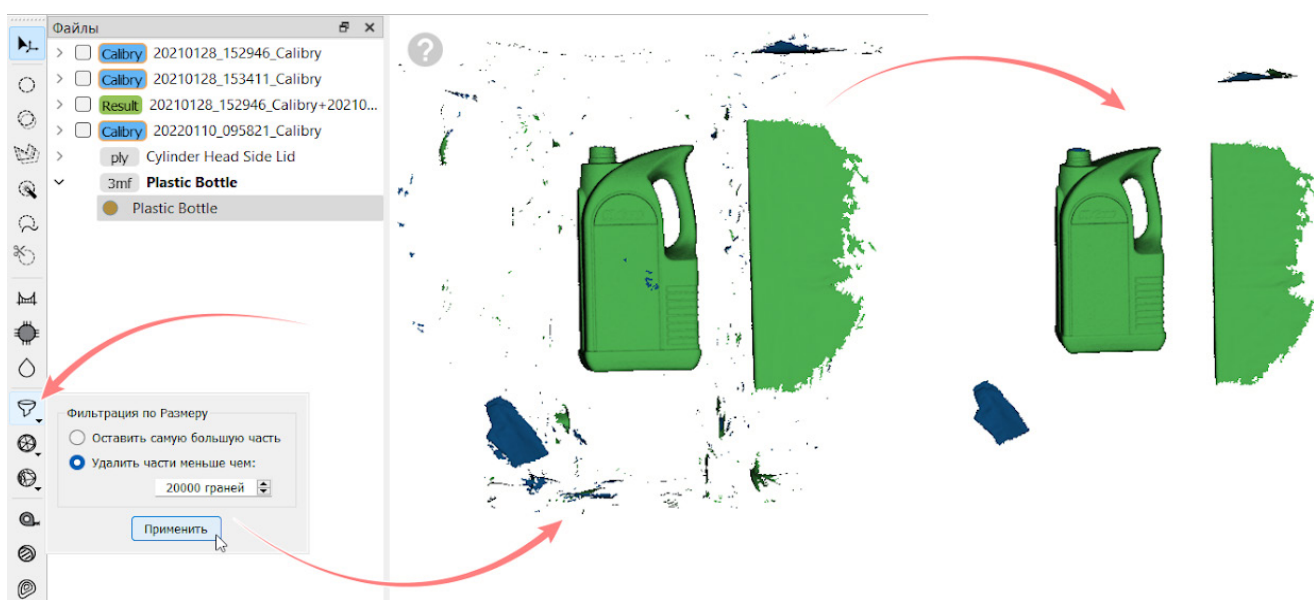 Файлы
Calibry 20210128_152946_Calibry
Calibry 20210128_153411_Calibry
Result 20210128_152946_Calibry+20210...
Calibry 20220110_095821_Calibry
ply Cylinder Head Side Lid
3mf Plastic Bottle
Plastic Bottle
?
Фильтрация по Размеру
Оставить самую большую часть
Удалить части меньше чем:
20000 граней
Применить